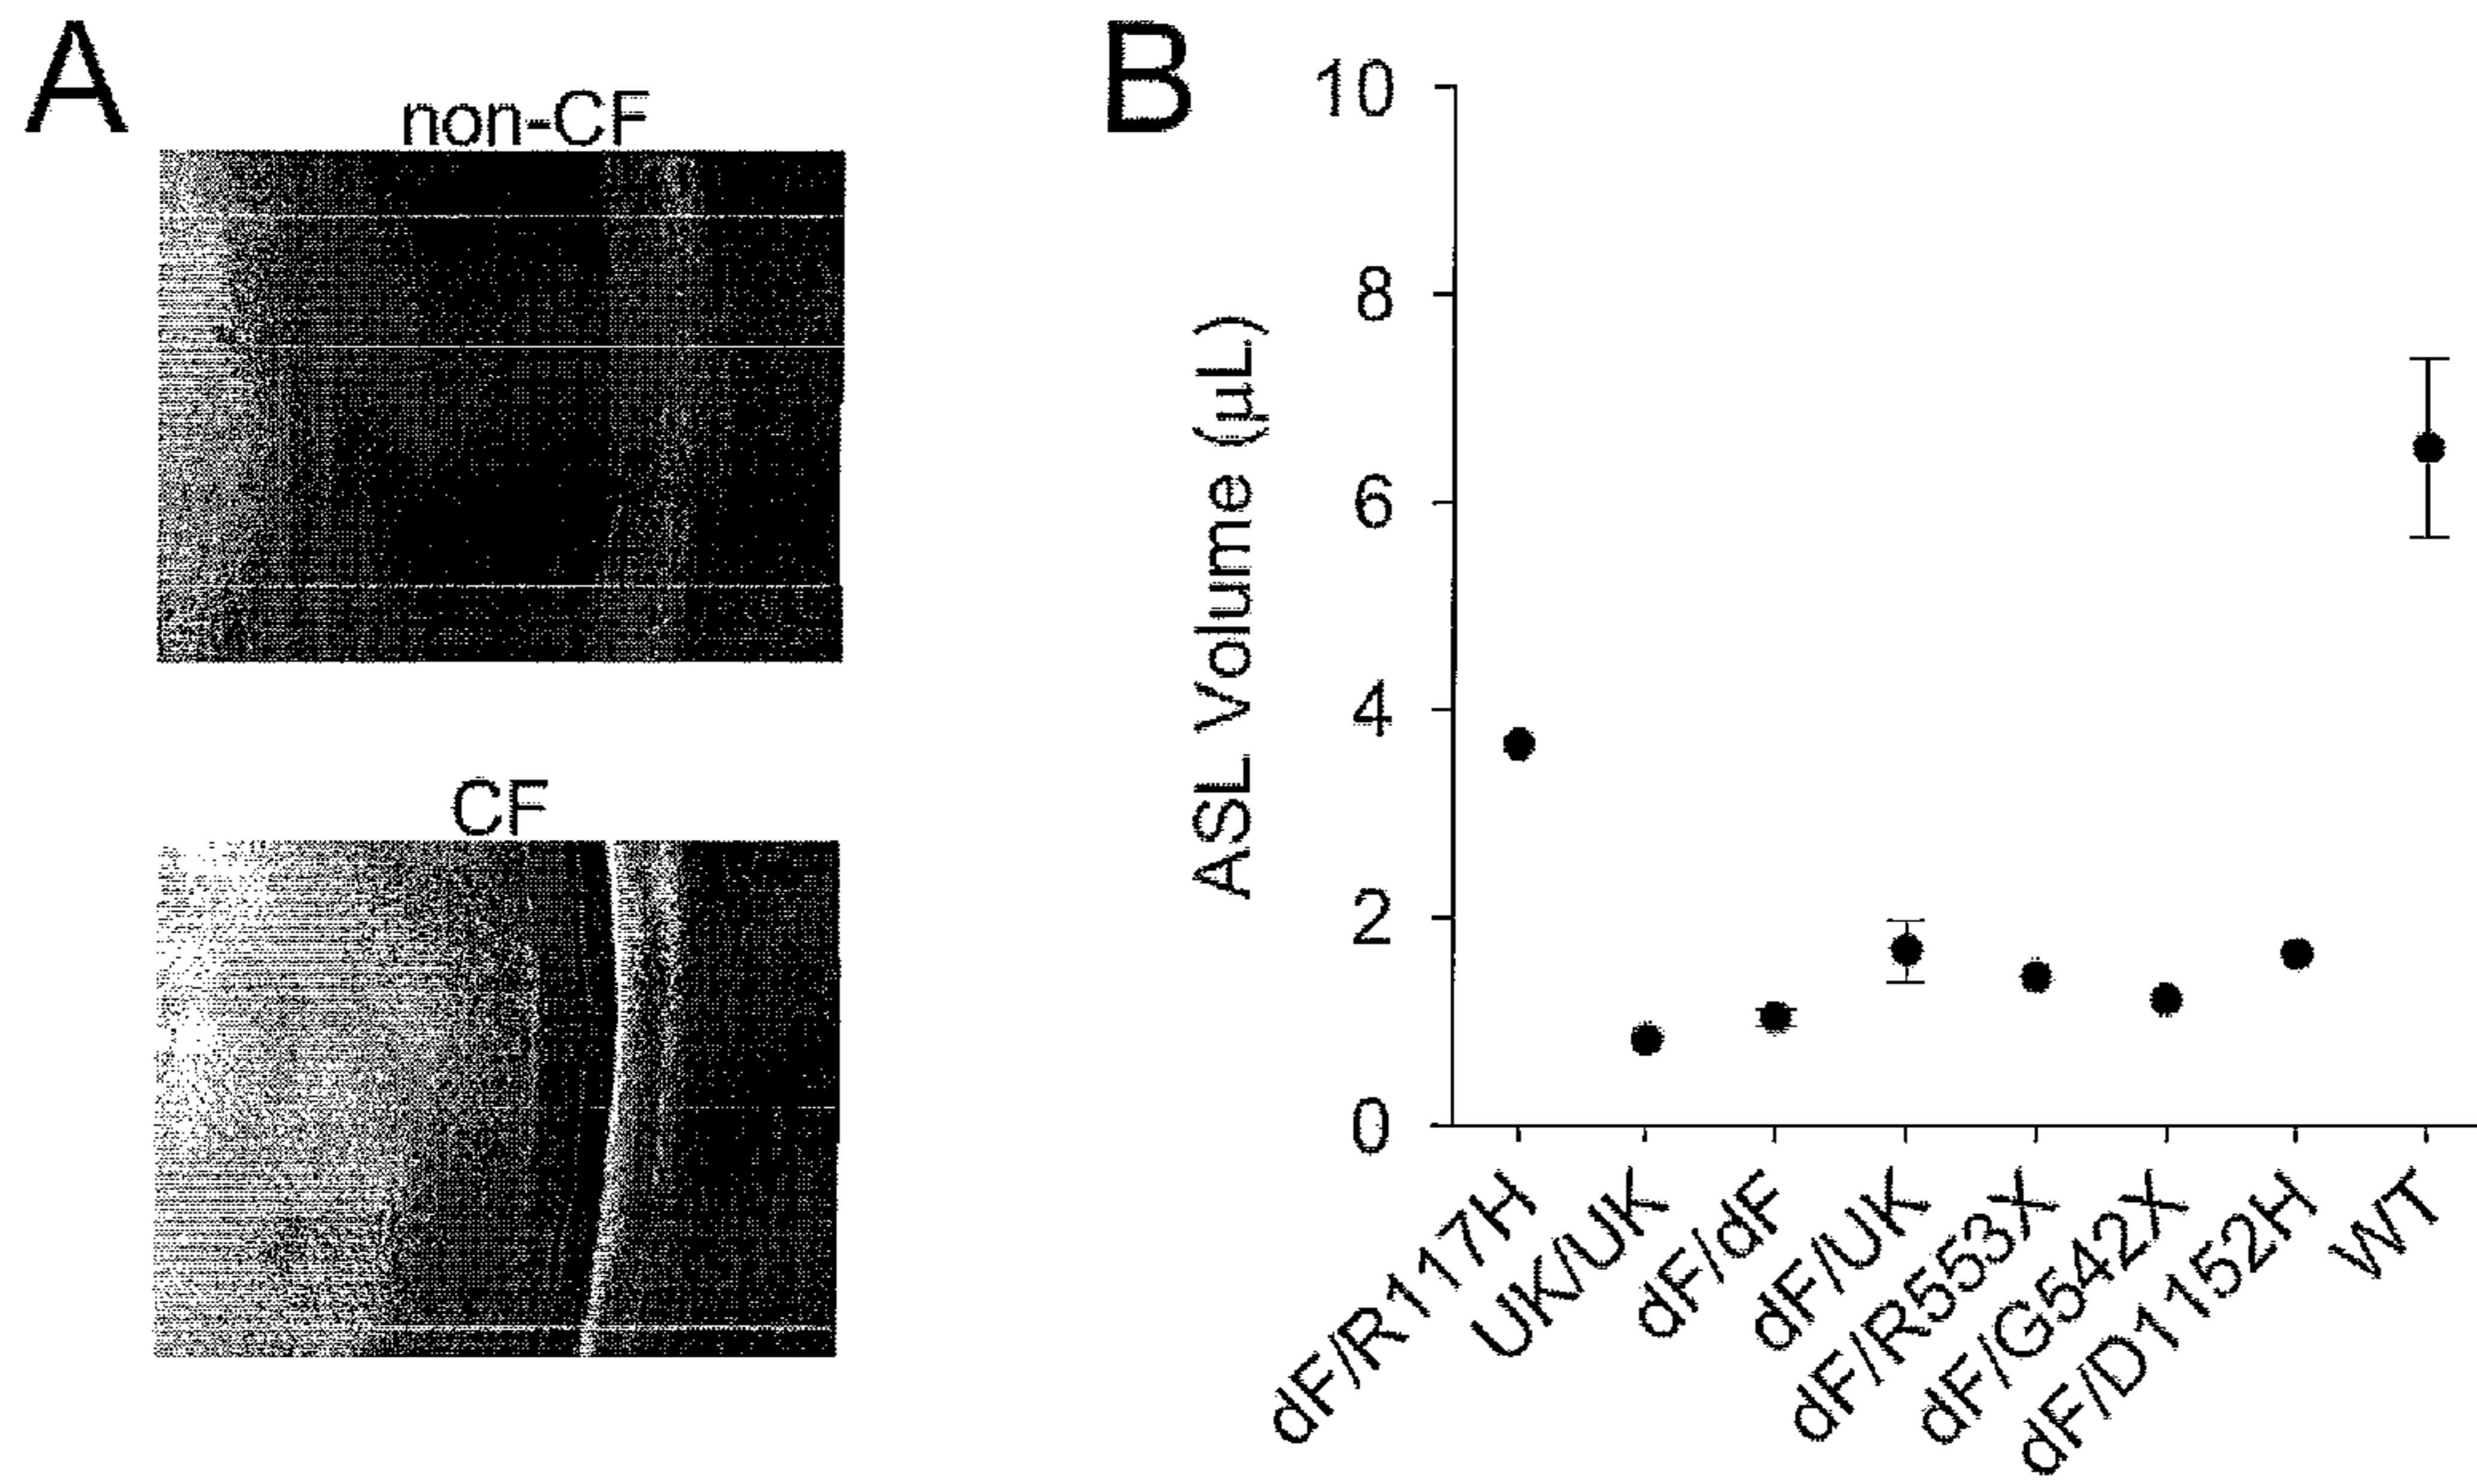 A
non-CF
CF
B
ASL Volume (µL)
10
8
6
4
2
0
dF/R117H
UK/UK
dF/dF
dF/UK
dF/R553X
dF/G542X
dF/D1152H
WT